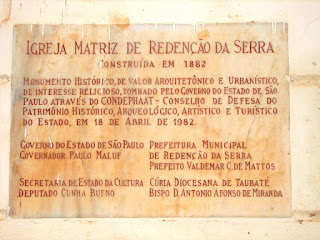 IGREJA MATRIZ DE REDENÇÃO DA SERRA
CONSTRUÍDA EM 1882
MONUMENTO HISTÓRICO, DE VALOR ARQUITETÔNICO E URBANÍSTICO,
DE INTERESSE RELIGIOSO, TOMBADO PELO GOVERNO DO ESTADO DE SÃO
PAULO ATRAVÉS DO CONDEPHAAT - CONSELHO DE DEFESA DO
PATRIMÔNIO HISTÓRICO, ARQUEOLÓGICO, ARTÍSTICO E TURÍSTICO
DO ESTADO, EM 18 DE ABRIL DE 1982.
GOVERNO DO ESTADO DE SÃO PAULO
GOVERNADOR PAULO MALUF
PREFEITURA MUNICIPAL
DE REDENÇÃO DA SERRA
PREFEITO VALDEMAR C. DE MATTOS
SECRETARIA DE ESTADO DA CULTURA
DEPUTADO CUNHA BUENO
CÚRIA DIOCESANA DE TAUBATÉ
BISPO D. ANTONIO AFONSO DE MIRANDA